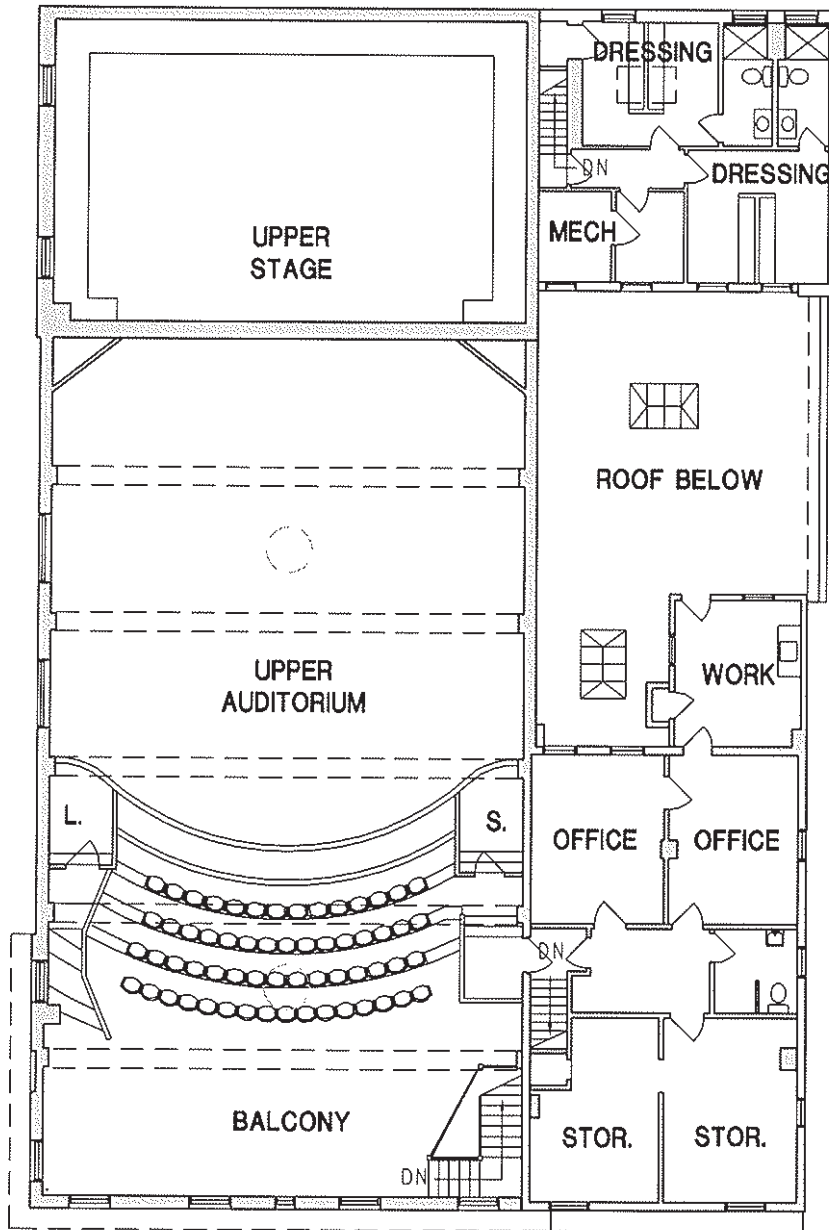 DRESSING
DN
DRESSING
MECH
UPPER
STAGE
ROOF BELOW
UPPER
AUDITORIUM
WORK
L.
S.
OFFICE
OFFICE
DN
BALCONY
STOR.
STOR.
DN